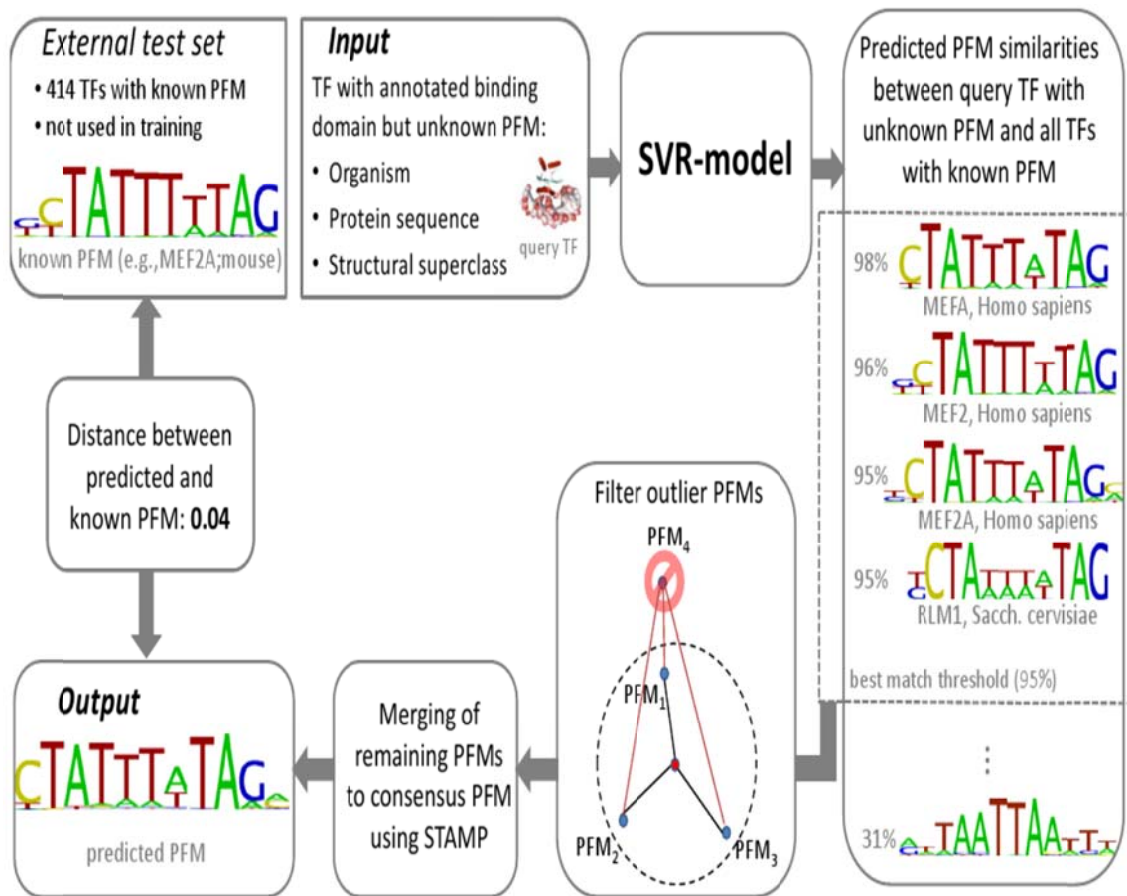 External test set
• 414 TFs with known PFM
• not used in training
known PFM (e.g.,MEF2A;mouse)
Input
TF with annotated binding
domain but unknown PFM:
• Organism
• Protein sequence
• Structural superclass
query TF
SVR-model
Predicted PFM similarities
between query TF with
unknown PFM and all TFs
with known PFM
98%
CTATTTATAG
MEFA, Homo sapiens
96%
MEF2, Homo sapiens
95%
MEF2A, Homo sapiens
95%
RLM1, Sacch. cervisiae
best match threshold (95%)
⋮
31%
Filter outlier PFMs
PFM4
PFM1
PFM2
PFM3
Merging of
remaining PFMs
to consensus PFM
using STAMP
Output
predicted PFM
Distance between
predicted and
known PFM: 0.04